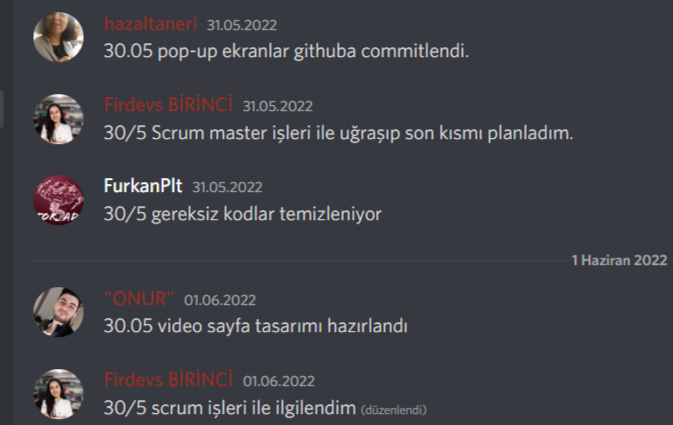 hazaltaneri 31.05.2022
30.05 pop-up ekranlar githuba commitlendi.
Firdevs BİRİNCİ 31.05.2022
30/5 Scrum master işleri ile uğraşıp son kısmı planladım.
FurkanPlt 31.05.2022
30/5 gereksiz kodlar temizleniyor
1 Haziran 2022
"ONUR" 01.06.2022
30.05 video sayfa tasarımı hazırlandı
Firdevs BİRİNCİ 01.06.2022
30/5 scrum işleri ile ilgilendim (düzenlendi)